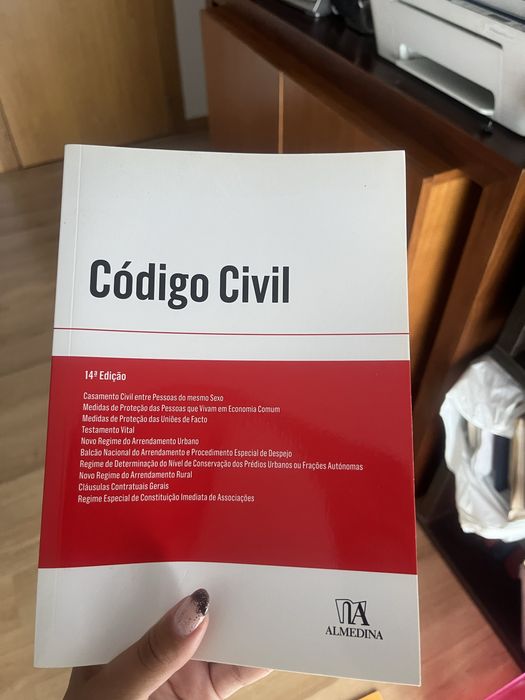 Código Civil
14ª Edição
Casamento Civil entre Pessoas do mesmo Sexo
Medidas de Proteção das Pessoas que Vivam em Economia Comum
Medidas de Proteção das Uniões de Facto
Testamento Vital
Novo Regime do Arrendamento Urbano
Balcão Nacional do Arrendamento e Procedimento Especial de Despejo
Regime de Determinação do Nível de Conservação dos Prédios Urbanos ou Frações Autónomas
Novo Regime do Arrendamento Rural
Cláusulas Contratuais Gerais
Regime Especial de Constituição Imediata de Associações
ALMEDINA